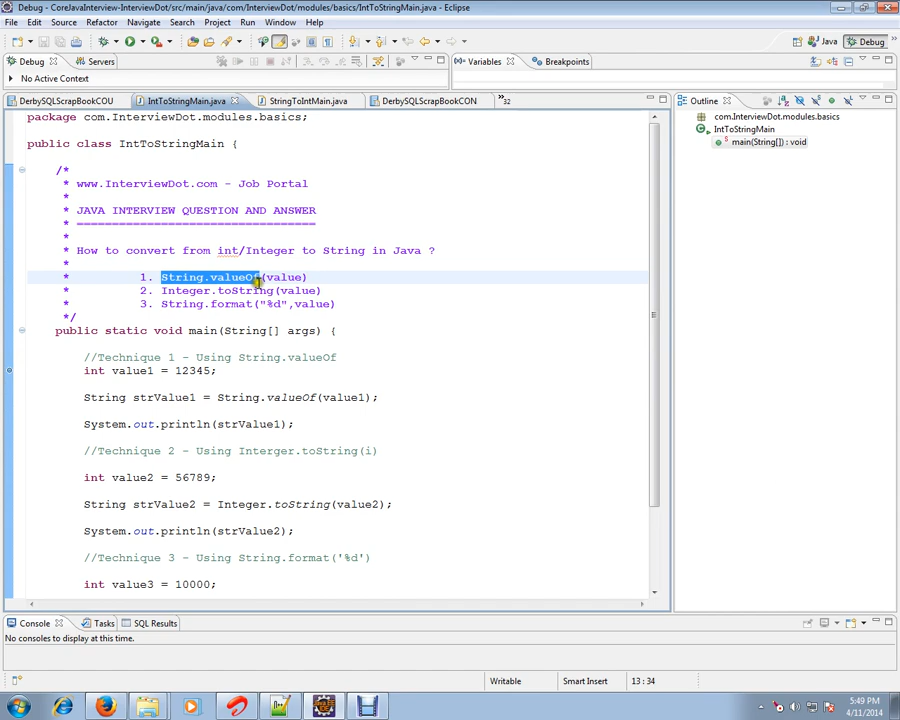 Debug - CoreJavaInterview-InterviewDot/src/main/java/com/InterviewDot/modules/basics/IntToStringMain.java - Eclipse
File Edit Source Refactor Navigate Search Project Run Window Help
Java Debug
Debug Servers
Variables Breakpoints
No Active Context
DerbySQLScrapBookCOU IntToStringMain.java StringToIntMain.java DerbySQLScrapBookCON »32
Outline
package com.InterviewDot.modules.basics;
com.InterviewDot.modules.basics
IntToStringMain
main(String[]) : void
public class IntToStringMain {
/*
* www.InterviewDot.com - Job Portal
*
* JAVA INTERVIEW QUESTION AND ANSWER
* ==================================
*
* How to convert from int/Integer to String in Java ?
*
* 1. String.valueOf(value)
* 2. Integer.toString(value)
* 3. String.format("%d",value)
*/
public static void main(String[] args) {
//Technique 1 - Using String.valueOf
int value1 = 12345;
String strValue1 = String.valueOf(value1);
System.out.println(strValue1);
//Technique 2 - Using Interger.toString(i)
int value2 = 56789;
String strValue2 = Integer.toString(value2);
System.out.println(strValue2);
//Technique 3 - Using String.format('%d')
int value3 = 10000;
Console Tasks SQL Results
No consoles to display at this time.
Writable Smart Insert 13 : 34
5:49 PM
4/11/2014